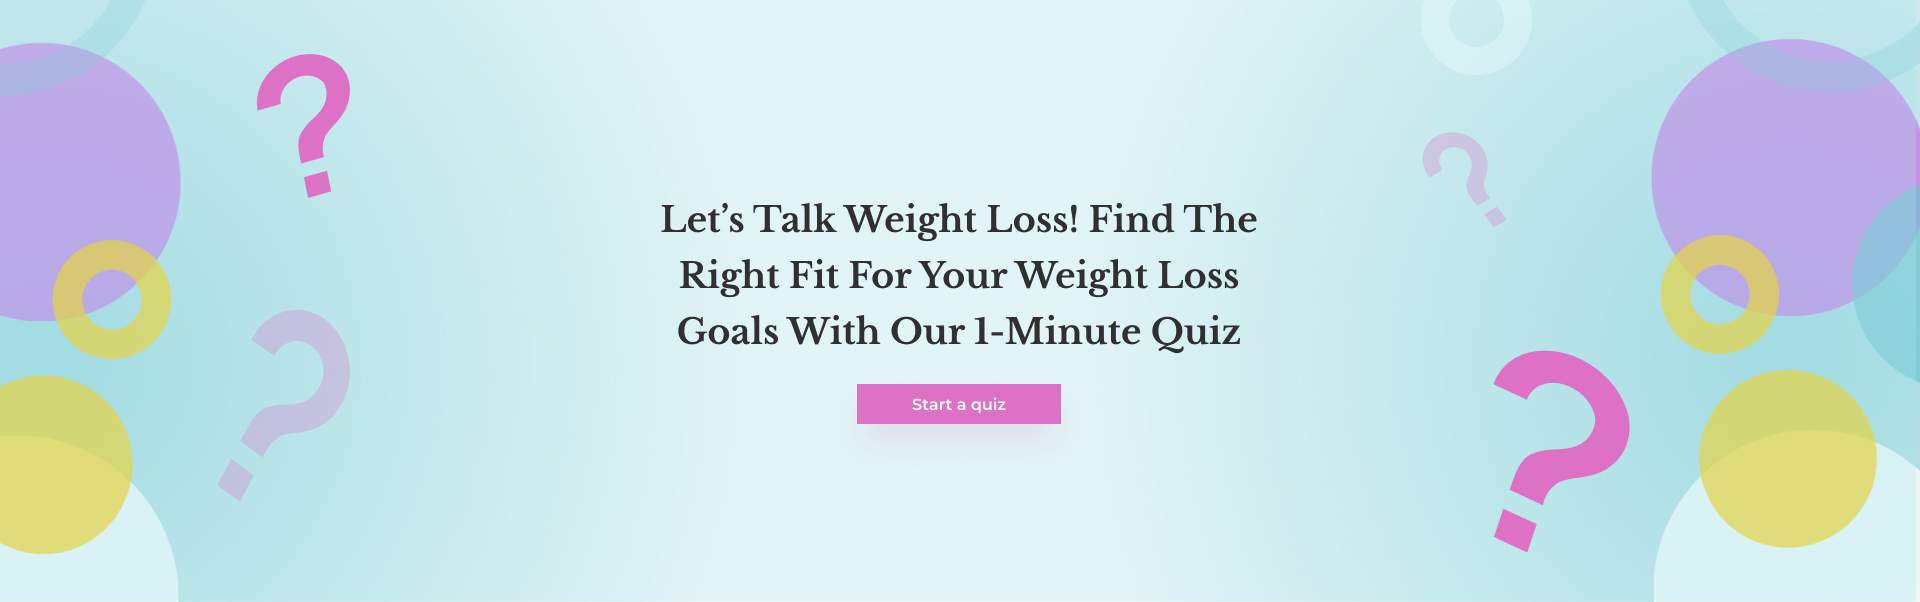 Let’s Talk Weight Loss! Find The
Right Fit For Your Weight Loss
Goals With Our 1-Minute Quiz
Start a quiz